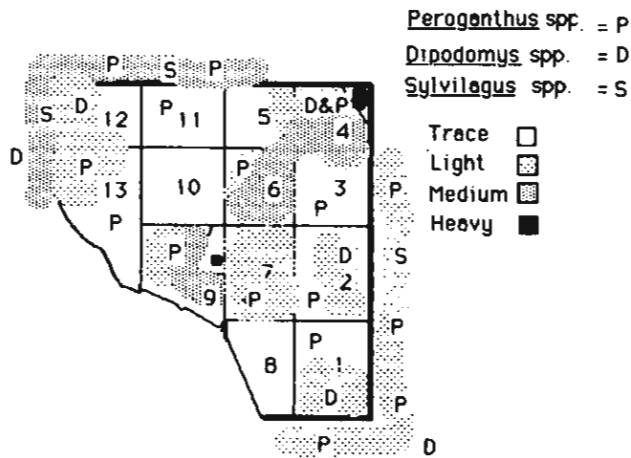 Peroganthus spp. = P
Dipodomys spp. = D
Sylvilagus spp. = S
Trace
Light
Medium
Heavy
P S P
S D 12 P 11 5 D&P 4
D
P 13 10 P 6 3 P
P P
P D S
9 7 2
P P
P P
8 1
D P
P D